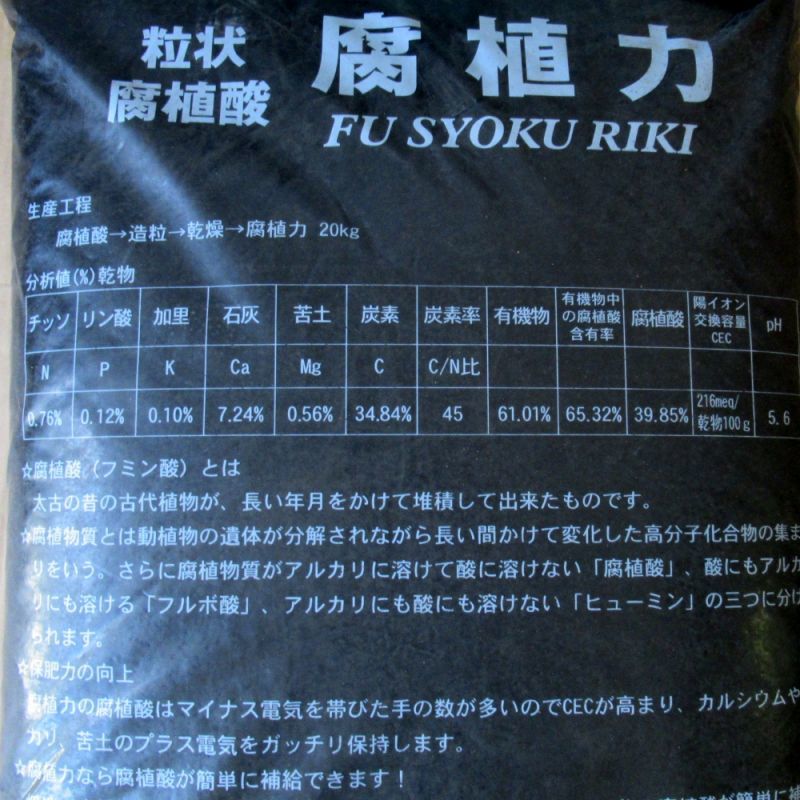 粒状
腐植酸
腐植力
FU SYOKU RIKI
生産工程
腐植酸→造粒→乾燥→腐植力 20kg
分析値(%)乾物
チッソ リン酸 加里 石灰 苦土 炭素 炭素率 有機物 有機物中の腐植酸含有率 腐植酸 陽イオン交換容量CEC pH
N P K Ca Mg C C/N比
0.76% 0.12% 0.10% 7.24% 0.56% 34.84% 45 61.01% 65.32% 39.85% 216meq/乾物100g 5.6
☆腐植酸(フミン酸)とは
太古の昔の古代植物が、長い年月をかけて堆積して出来たものです。
☆腐植物質とは動植物の遺体が分解されながら長い間かけて変化した高分子化合物の集ま
りをいう。さらに腐植物質がアルカリに溶けて酸に溶けない「腐植酸」、酸にもアルカ
リにも溶ける「フルボ酸」、アルカリにも酸にも溶けない「ヒューミン」の三つに分け
られます。
☆保肥力の向上
腐植力の腐植酸はマイナス電気を帯びた手の数が多いのでCECが高まり、カルシウムや
カリ、苦土のプラス電気をガッチリ保持します。
☆腐植力なら腐植酸が簡単に補給できます!
腐植酸が簡単に補